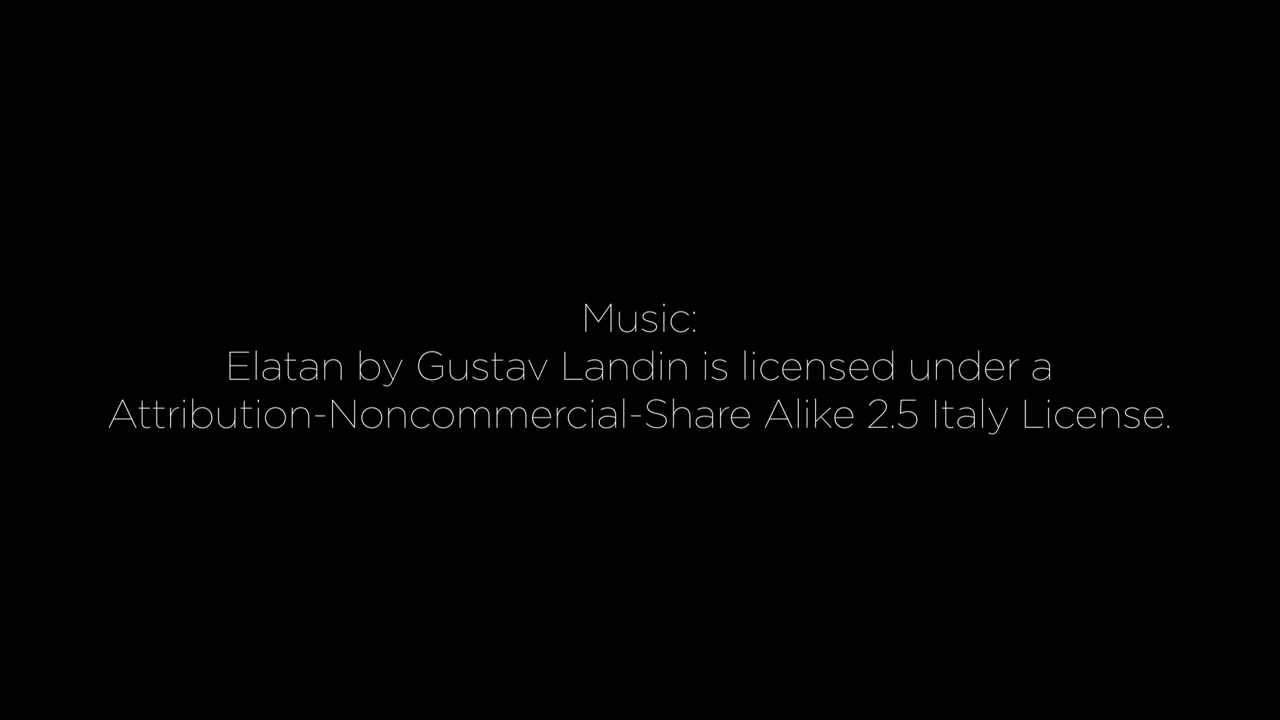 Music:
Elatan by Gustav Landin is licensed under a
Attribution-Noncommercial-Share Alike 2.5 Italy License.